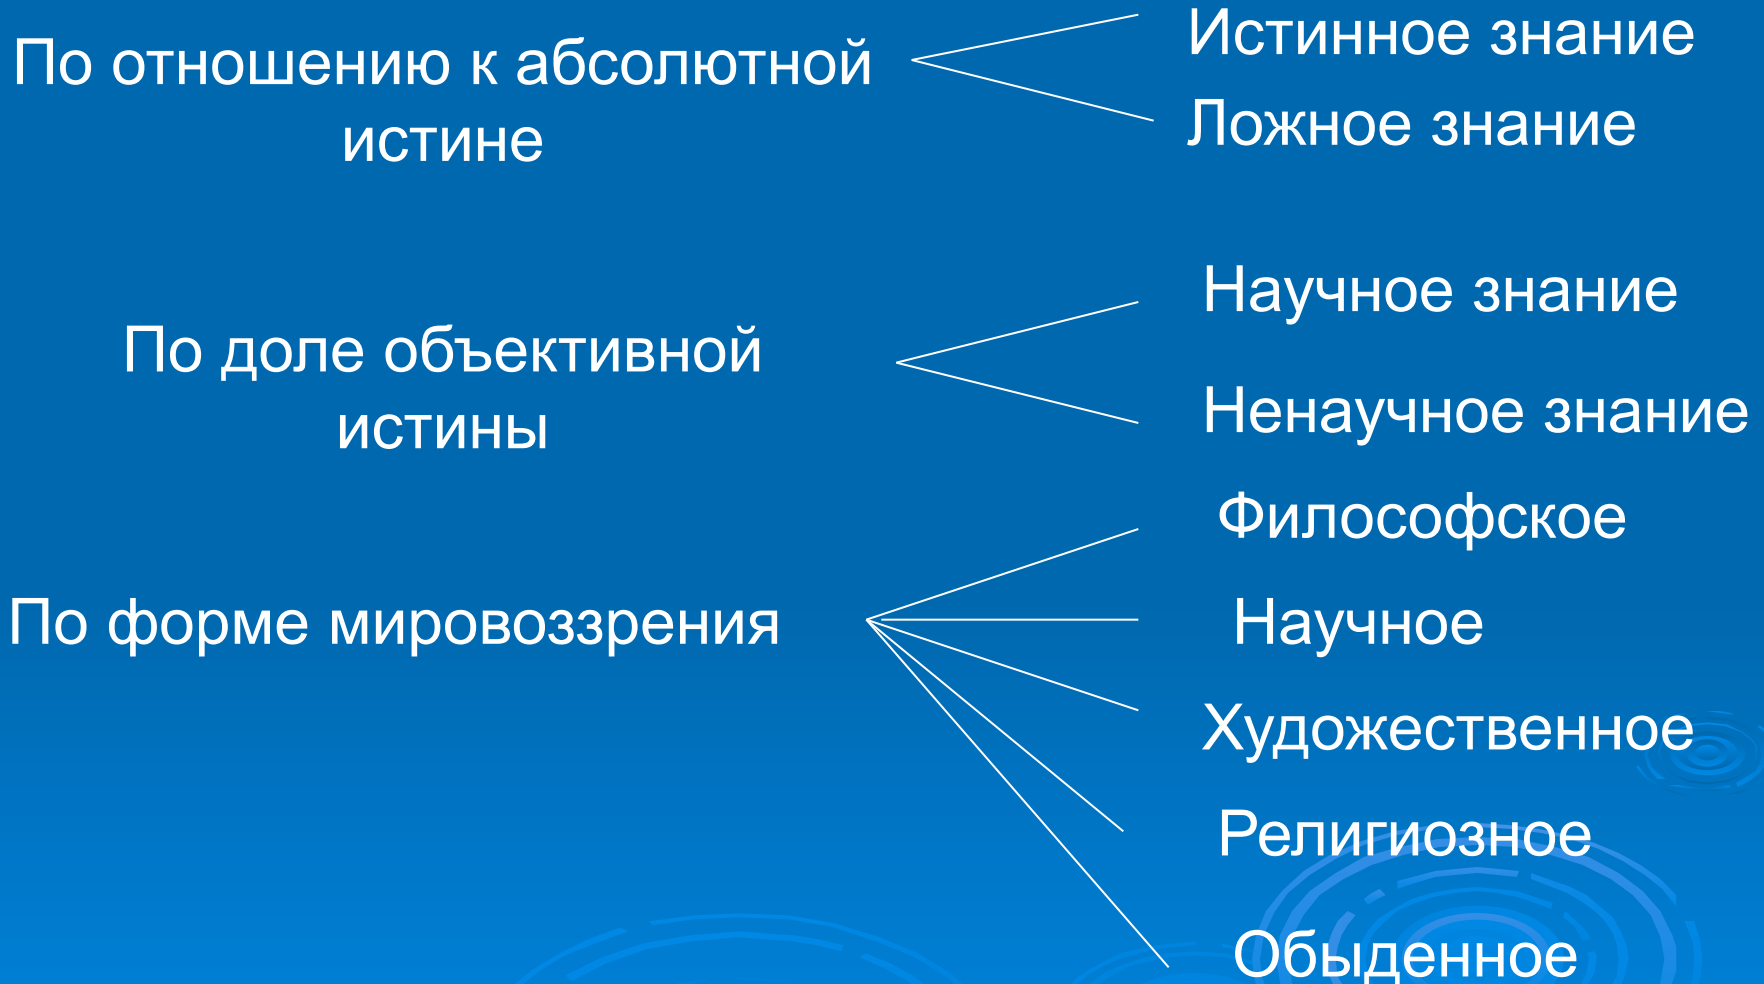 По отношению к абсолютной
истине
Истинное знание
Ложное знание
По доле объективной
истины
Научное знание
Ненаучное знание
По форме мировоззрения
Философское
Научное
Художественное
Религиозное
Обыденное